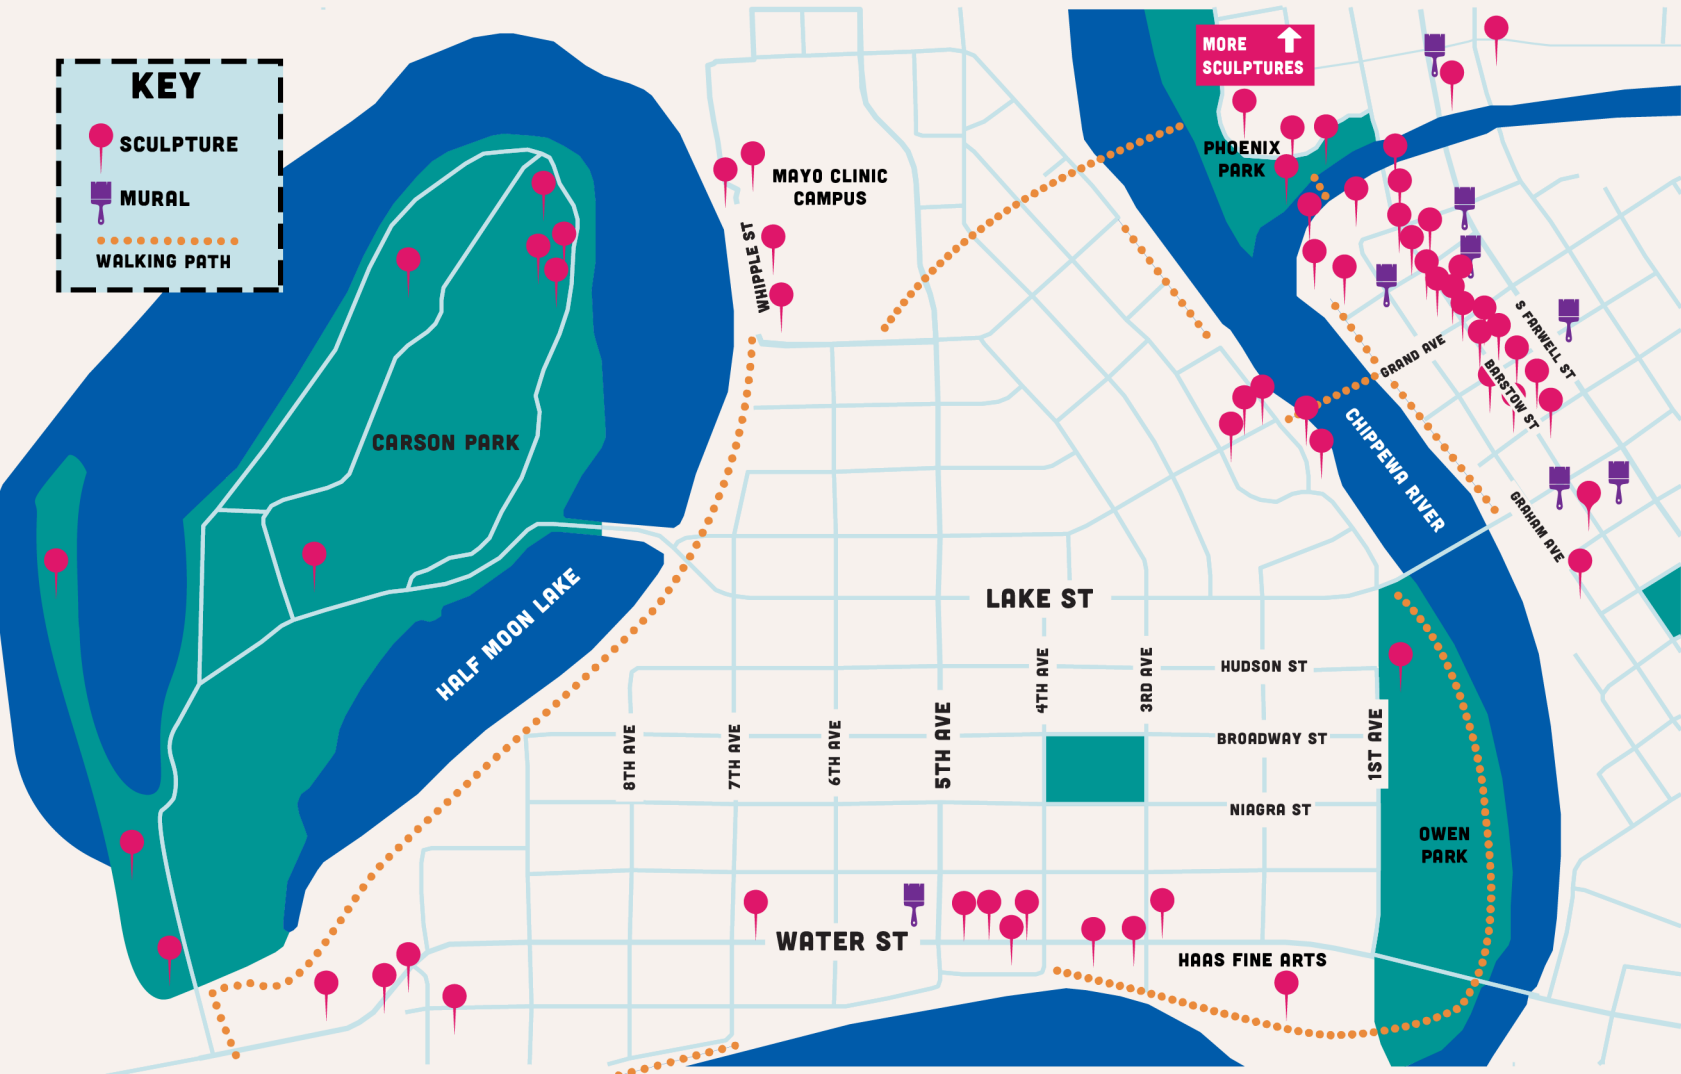 KEY
SCULPTURE
MURAL
WALKING PATH
MORE
SCULPTURES
PHOENIX
PARK
MAYO CLINIC
CAMPUS
WHIPPLE ST
CARSON PARK
HALF MOON LAKE
S FARWELL ST
GRAND AVE
BARSTOW ST
CHIPPEWA RIVER
GRAHAM AVE
LAKE ST
HUDSON ST
BROADWAY ST
NIAGRA ST
8TH AVE
7TH AVE
6TH AVE
5TH AVE
4TH AVE
3RD AVE
1ST AVE
OWEN
PARK
WATER ST
HAAS FINE ARTS